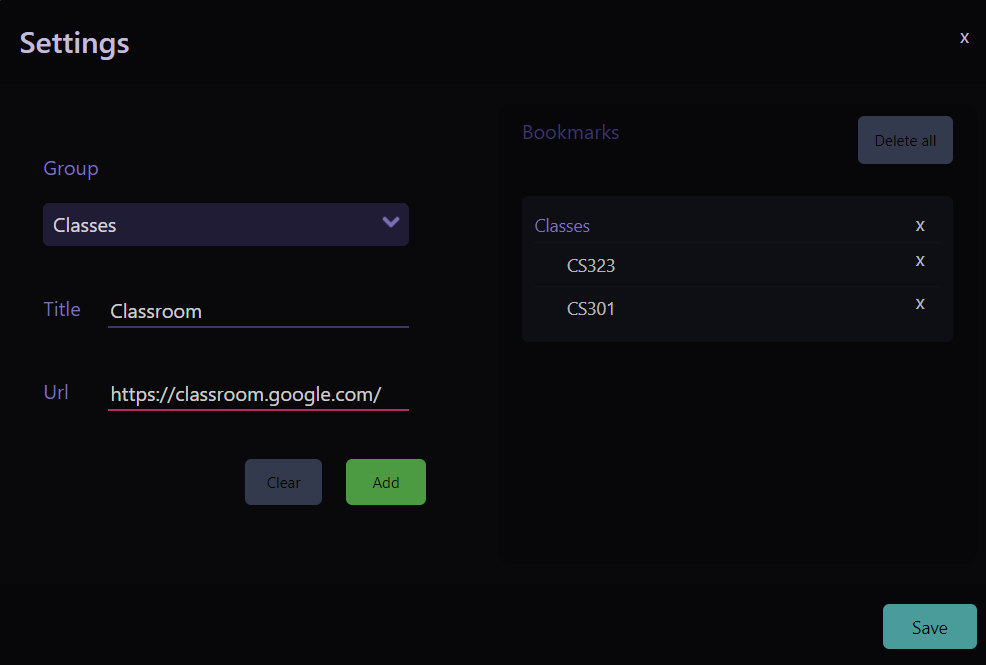 Settings
x
Group
Classes
Title Classroom
Url https://classroom.google.com/
Clear Add
Bookmarks
Delete all
Classes x
CS323 x
CS301 x
Save